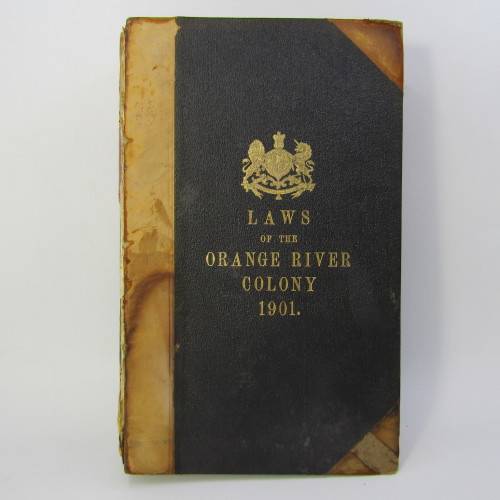 LAWS
OF THE
ORANGE RIVER
COLONY
1901.